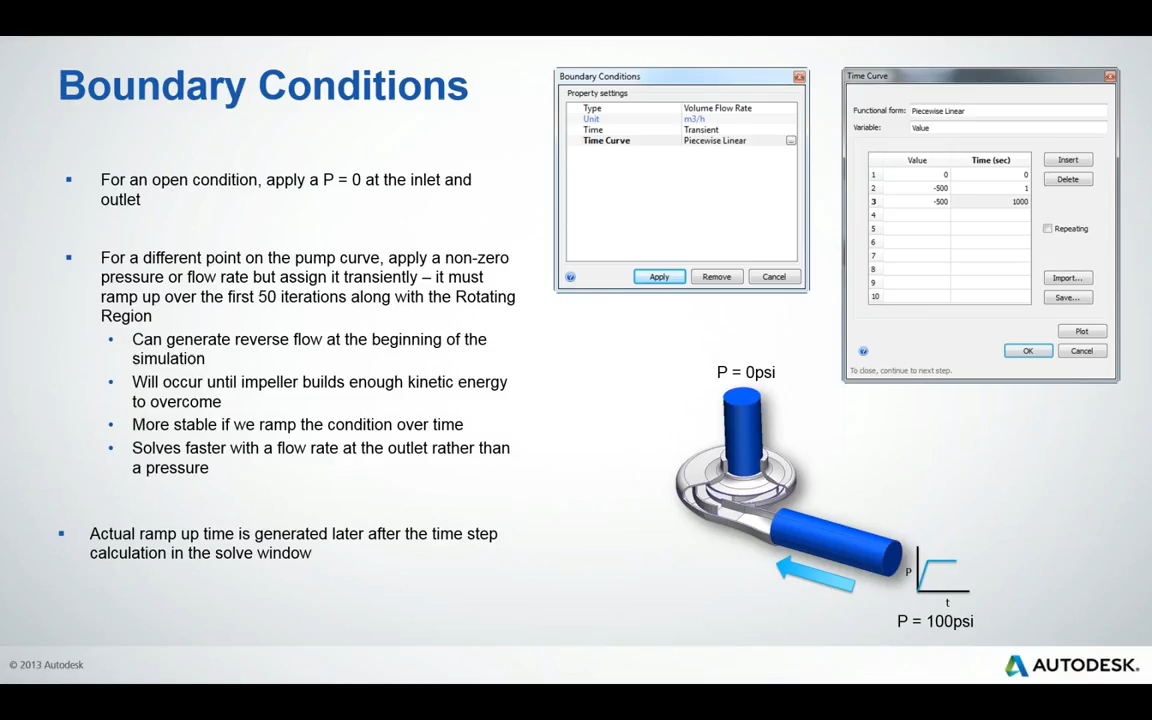 Boundary Conditions
For an open condition, apply a P = 0 at the inlet and
outlet
For a different point on the pump curve, apply a non-zero
pressure or flow rate but assign it transiently – it must
ramp up over the first 50 iterations along with the Rotating
Region
Can generate reverse flow at the beginning of the
simulation
Will occur until impeller builds enough kinetic energy
to overcome
More stable if we ramp the condition over time
Solves faster with a flow rate at the outlet rather than
a pressure
Actual ramp up time is generated later after the time step
calculation in the solve window
Boundary Conditions
Property settings
Type Volume Flow Rate
Unit m3/h
Time Transient
Time Curve Piecewise Linear ...
Apply Remove Cancel
Time Curve
Functional form: Piecewise Linear
Variable: Value
Value Time (sec)
1 0 0
2 -500 1
3 -500 1000
4
5
6
7
8
9
10
Insert
Delete
Repeating
Import...
Save...
Plot
OK Cancel
To close, continue to next step.
P = 0psi
P
t
P = 100psi
© 2013 Autodesk
AUTODESK.